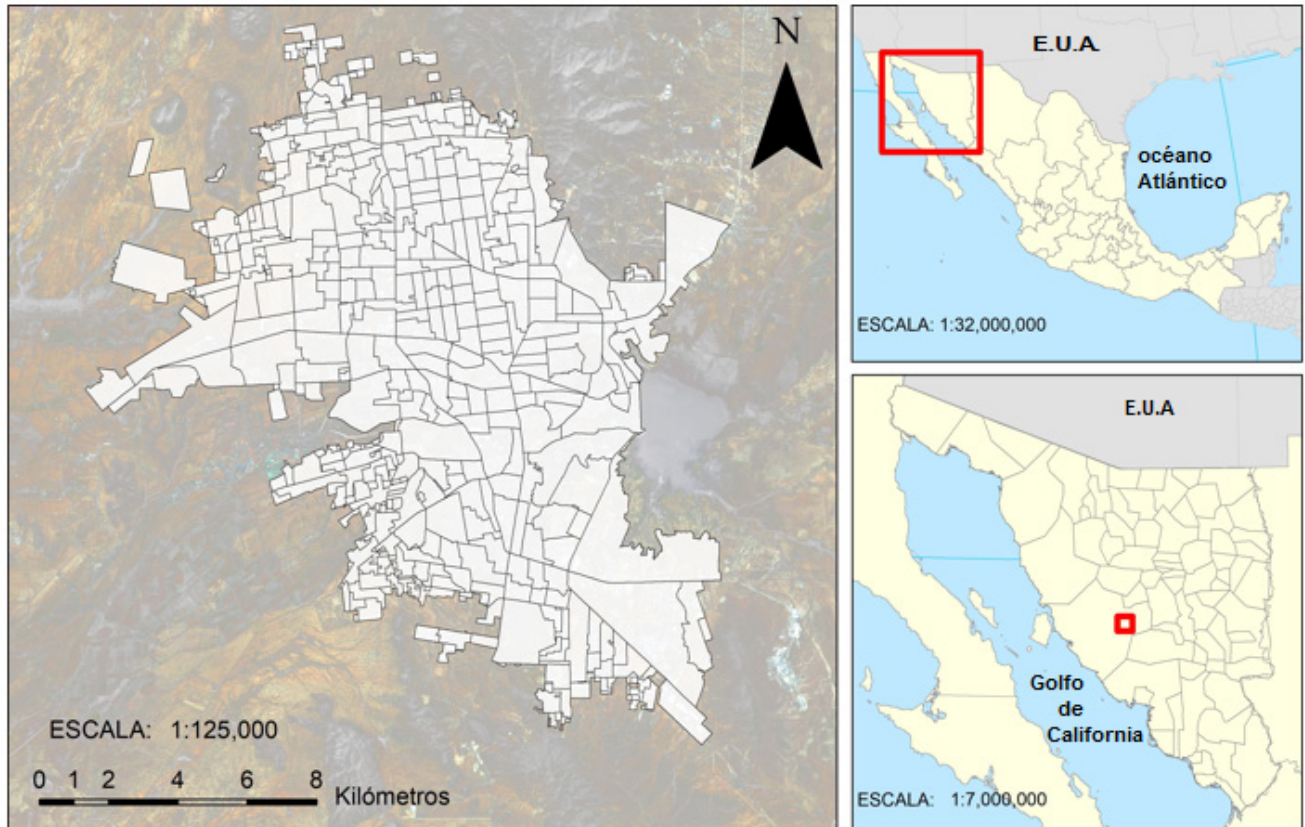 N
ESCALA: 1:125,000
0 1 2 4 6 8 Kilómetros
E.U.A.
océano
Atlántico
ESCALA: 1:32,000,000
E.U.A
Golfo
de
California
ESCALA: 1:7,000,000